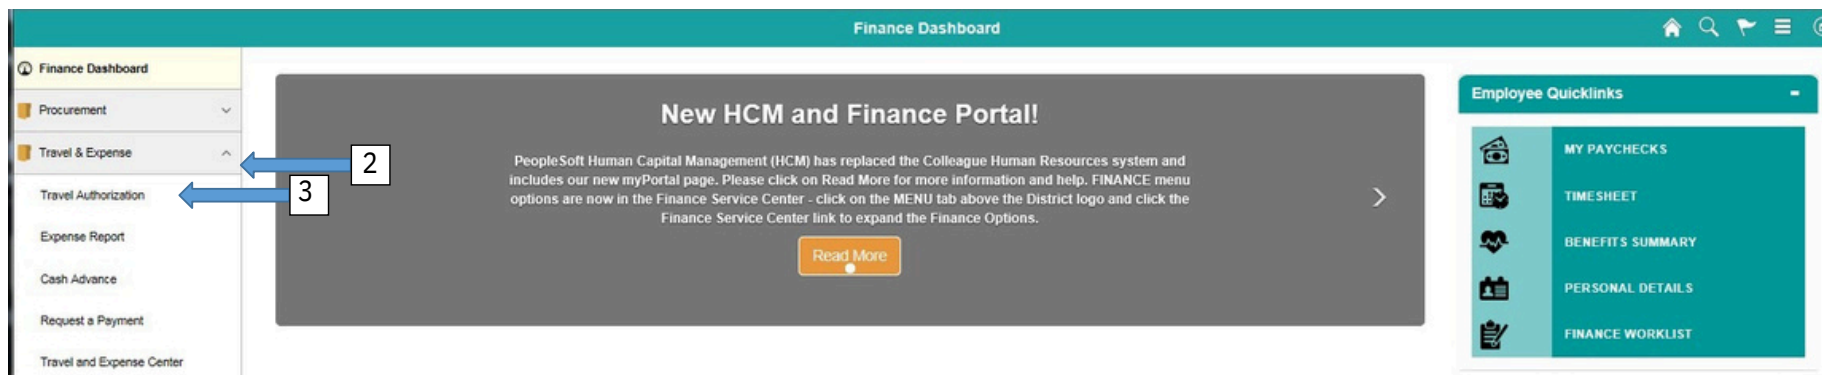 Finance Dashboard
Finance Dashboard
Procurement
Travel & Expense
2
Travel Authorization
3
Expense Report
Cash Advance
Request a Payment
Travel and Expense Center
New HCM and Finance Portal!
PeopleSoft Human Capital Management (HCM) has replaced the Colleague Human Resources system and
includes our new myPortal page. Please click on Read More for more information and help. FINANCE menu
options are now in the Finance Service Center - click on the MENU tab above the District logo and click the
Finance Service Center link to expand the Finance Options.
Read More
Employee Quicklinks
MY PAYCHECKS
TIMESHEET
BENEFITS SUMMARY
PERSONAL DETAILS
FINANCE WORKLIST